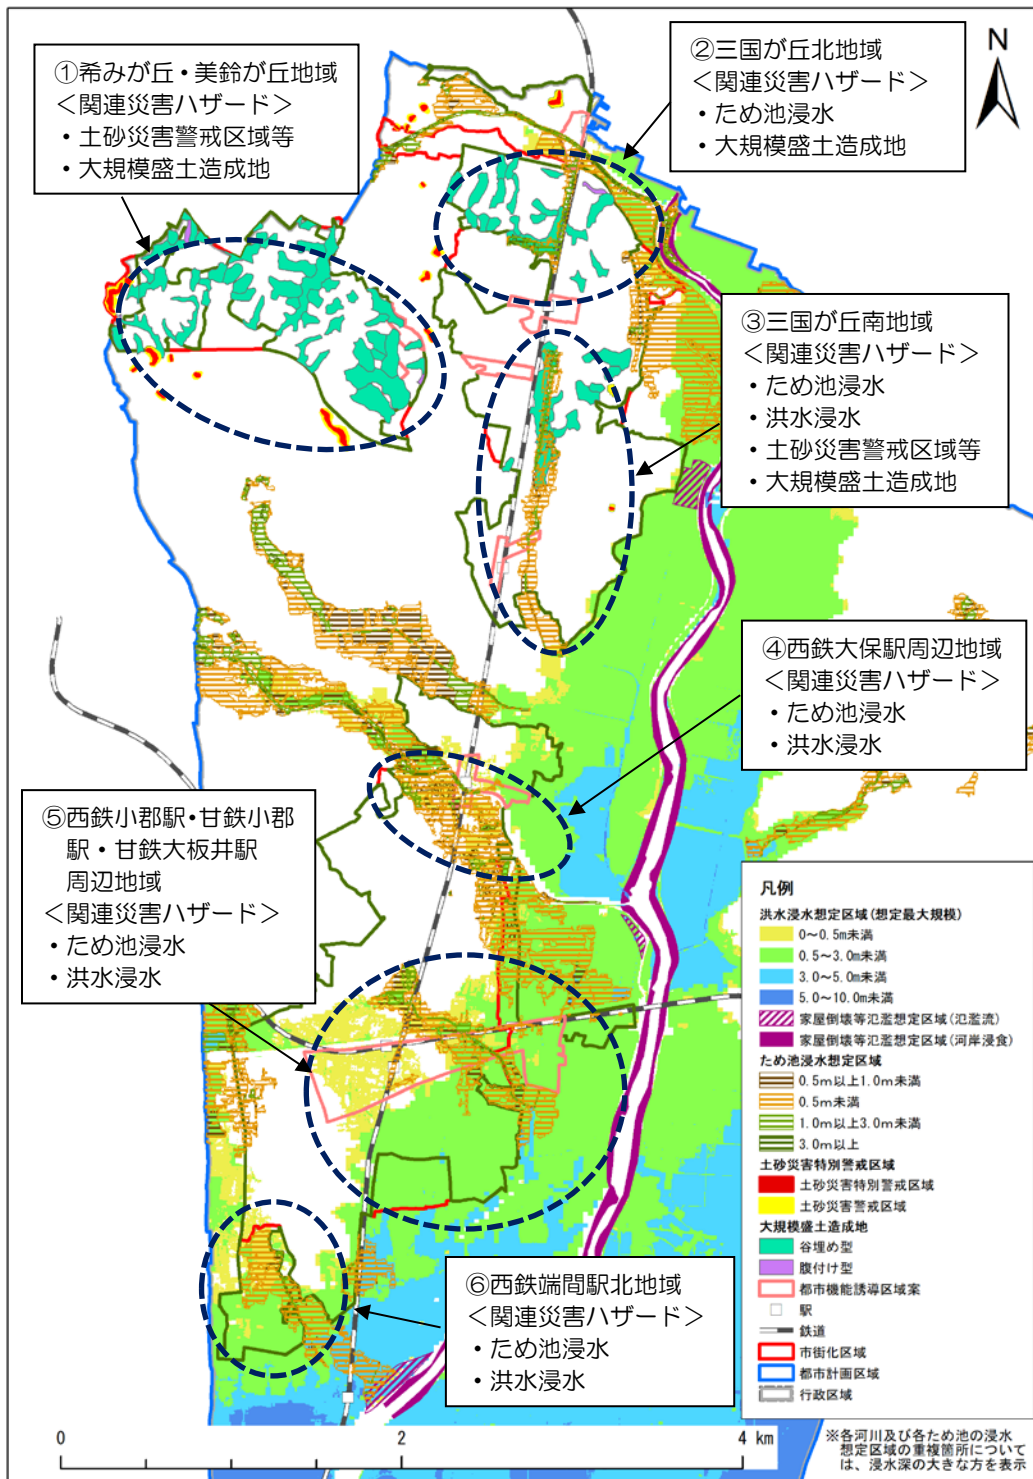 ①希みが丘・美鈴が丘地域
＜関連災害ハザード＞
・土砂災害警戒区域等
・大規模盛土造成地
②三国が丘北地域
＜関連災害ハザード＞
・ため池浸水
・大規模盛土造成地
N
③三国が丘南地域
＜関連災害ハザード＞
・ため池浸水
・洪水浸水
・土砂災害警戒区域等
・大規模盛土造成地
④西鉄大保駅周辺地域
＜関連災害ハザード＞
・ため池浸水
・洪水浸水
⑤西鉄小郡駅・甘鉄小郡
駅・甘鉄大板井駅
周辺地域
＜関連災害ハザード＞
・ため池浸水
・洪水浸水
⑥西鉄端間駅北地域
＜関連災害ハザード＞
・ため池浸水
・洪水浸水
凡例
洪水浸水想定区域(想定最大規模)
0～0.5m未満
0.5～3.0m未満
3.0～5.0m未満
5.0～10.0m未満
家屋倒壊等氾濫想定区域(氾濫流)
家屋倒壊等氾濫想定区域(河岸浸食)
ため池浸水想定区域
0.5m以上1.0m未満
0.5m未満
1.0m以上3.0m未満
3.0m以上
土砂災害特別警戒区域
土砂災害特別警戒区域
土砂災害警戒区域
大規模盛土造成地
谷埋め型
腹付け型
都市機能誘導区域案
駅
鉄道
市街化区域
都市計画区域
行政区域
0 2 4 km
※各河川及び各ため池の浸水
想定区域の重複箇所について
は、浸水深の大きな方を表示